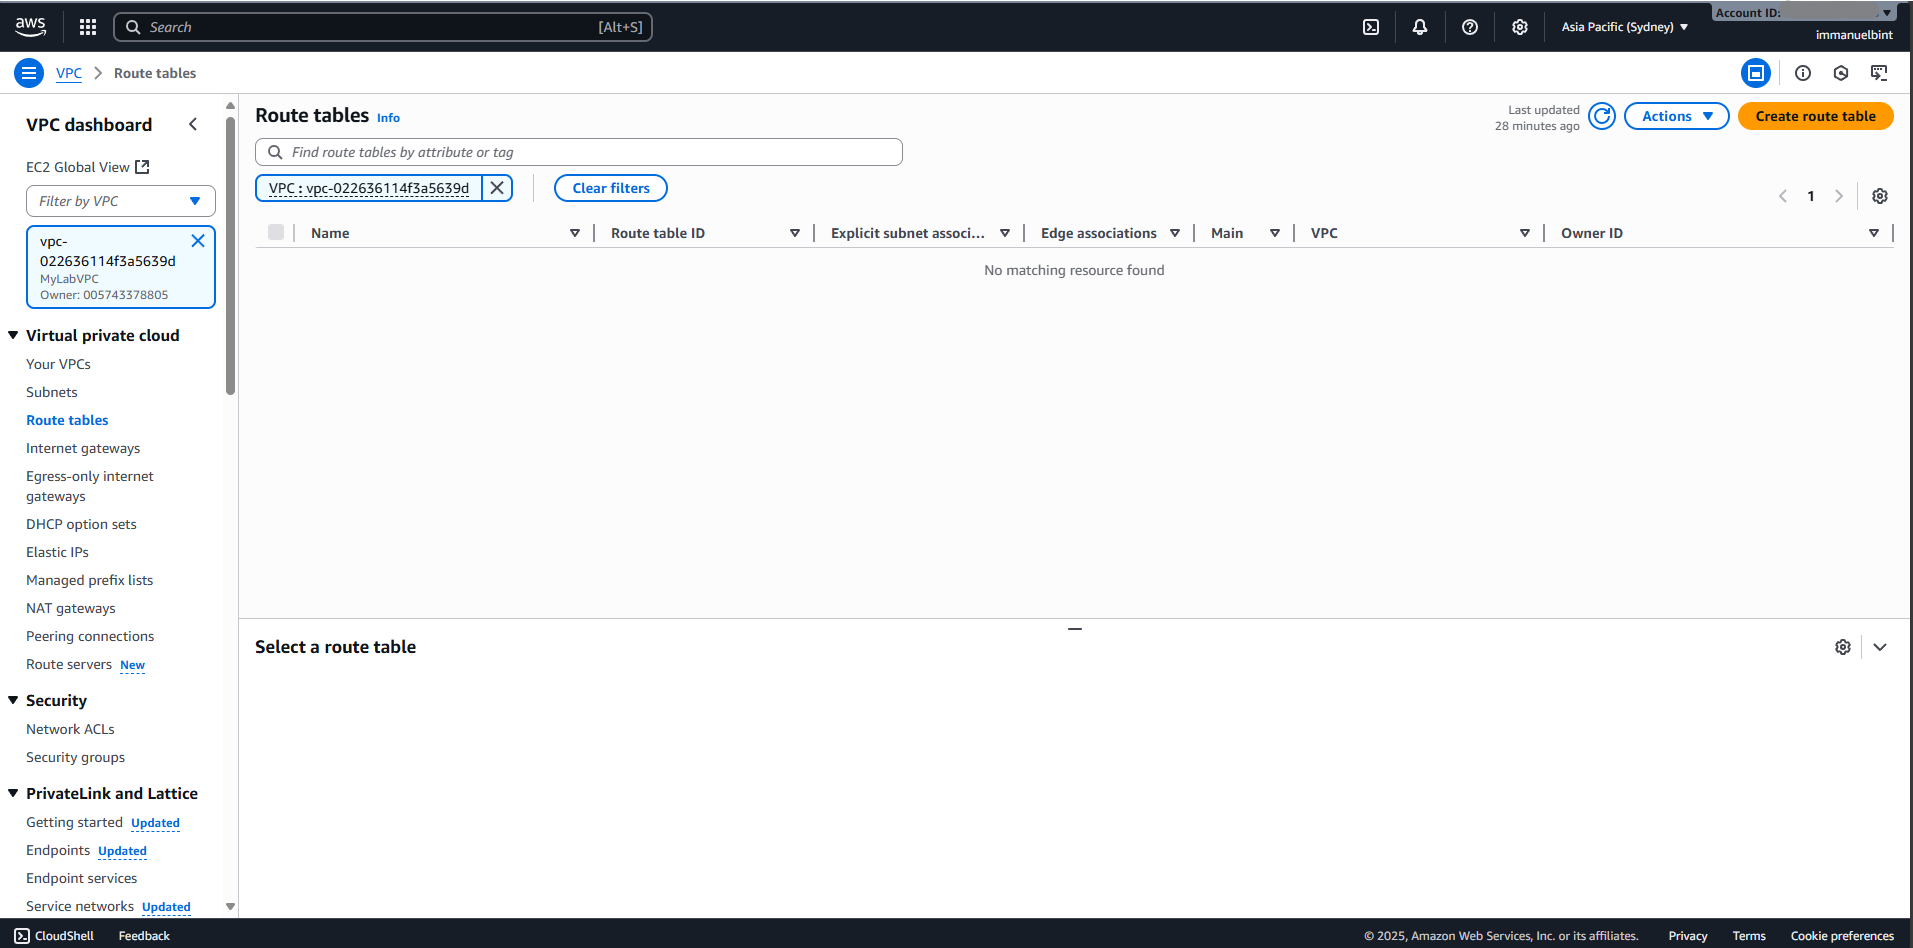 aws
Search
[Alt+S]
Asia Pacific (Sydney)
Account ID:
immanuelbint
VPC
Route tables
VPC dashboard
EC2 Global View
Filter by VPC
vpc-
022636114f3a5639d
MyLabVPC
Owner: 005743378805
Virtual private cloud
Your VPCs
Subnets
Route tables
Internet gateways
Egress-only internet
gateways
DHCP option sets
Elastic IPs
Managed prefix lists
NAT gateways
Peering connections
Route servers New
Security
Network ACLs
Security groups
PrivateLink and Lattice
Getting started Updated
Endpoints Updated
Endpoint services
Service networks Updated
Route tables Info
Last updated
28 minutes ago
Actions
Create route table
Find route tables by attribute or tag
VPC : vpc-022636114f3a5639d
Clear filters
1
Name
Route table ID
Explicit subnet associ...
Edge associations
Main
VPC
Owner ID
No matching resource found
Select a route table
CloudShell
Feedback
© 2025, Amazon Web Services, Inc. or its affiliates.
Privacy
Terms
Cookie preferences